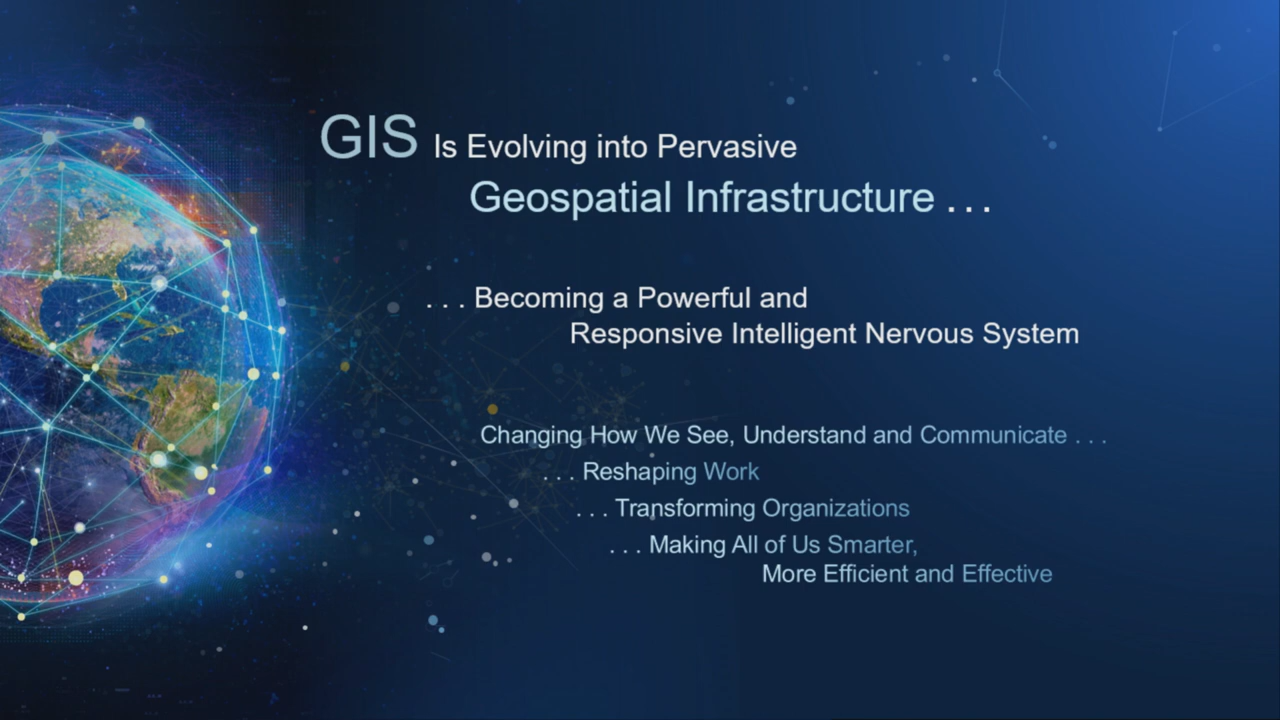 GIS Is Evolving into Pervasive
Geospatial Infrastructure . . .
. . . Becoming a Powerful and
Responsive Intelligent Nervous System
Changing How We See, Understand and Communicate . . .
. . . Reshaping Work
. . . Transforming Organizations
. . . Making All of Us Smarter,
More Efficient and Effective